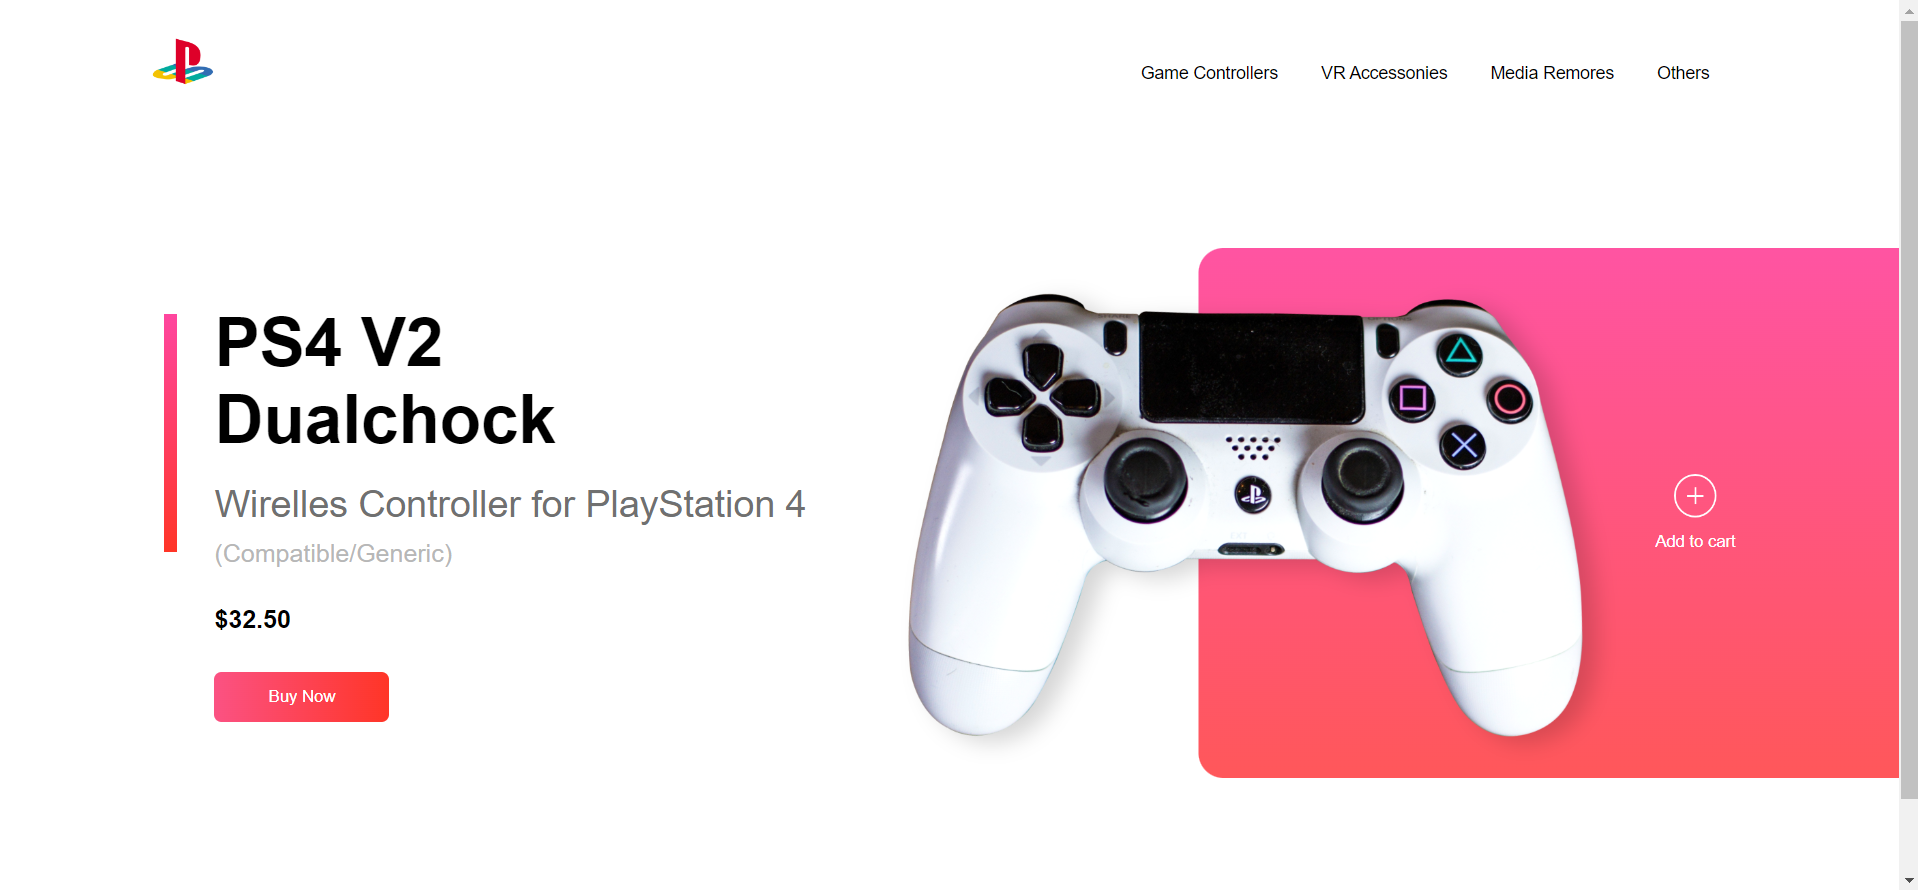 Game Controllers
VR Accessonies
Media Remores
Others
PS4 V2
Dualchock
Wirelles Controller for PlayStation 4
(Compatible/Generic)
$32.50
Buy Now
Add to cart